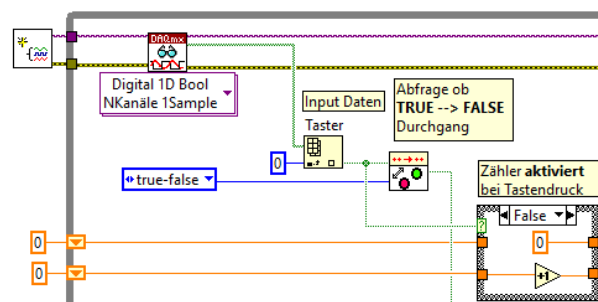 DAQmx
Digital 1D Bool
NKanäle 1Sample
Input Daten
Taster
0
true-false
Abfrage ob
TRUE --> FALSE
Durchgang
Zähler aktiviert
bei Tastendruck
False
?
0
0
0
+1